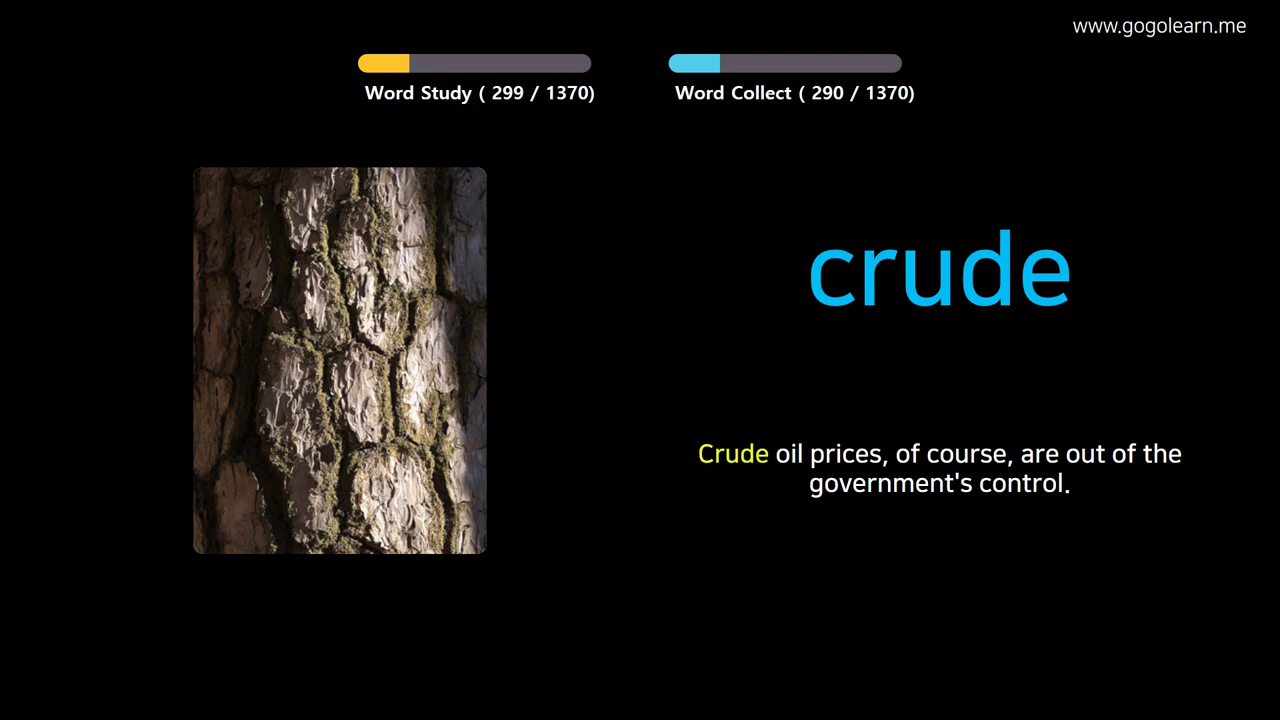 www.gogolearn.me
Word Study ( 299 / 1370)
Word Collect ( 290 / 1370)
crude
Crude oil prices, of course, are out of the
government's control.